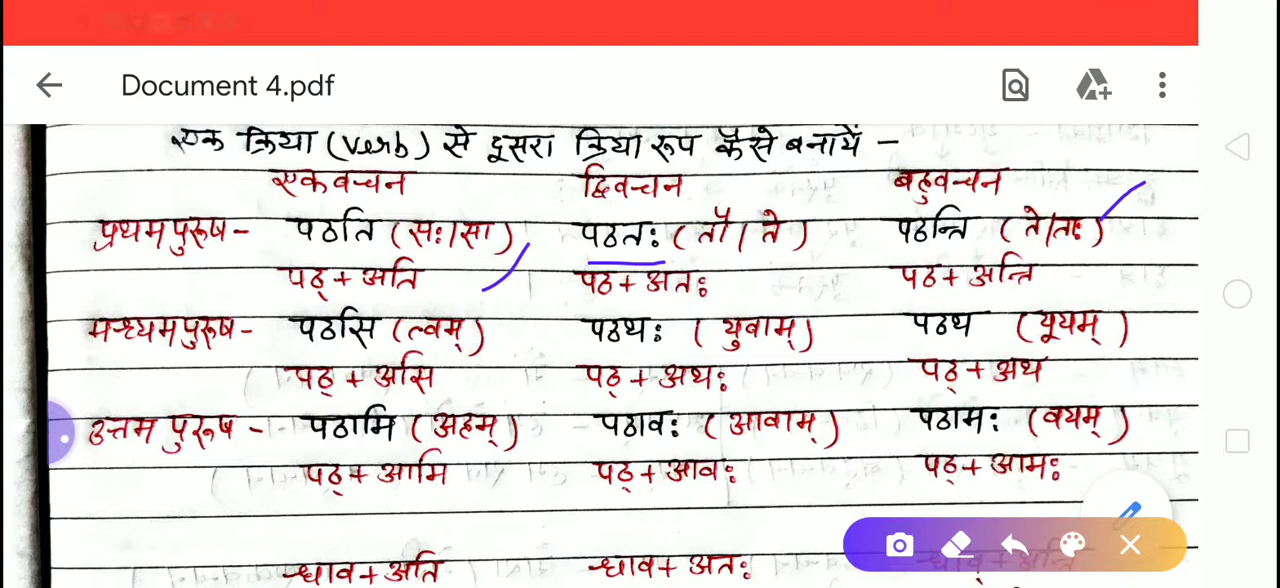 Document 4.pdf
एक क्रिया (verb) से दूसरा क्रिया रूप कैसे बनायें -
एकवचन द्विवचन बहुवचन
प्रथमपुरूष- पठति (सः।सा) पठतः (तौ। ते) पठन्ति (ते।ताः)
पठ् + अति पठ + अतः पठ + अन्ति
मध्यमपुरूष- पठसि (त्वम्) पठथः (युवाम्) पठथ (यूयम्)
पठ् + असि पठ् + अथः पठ् + अथ
उत्तम पुरूष - पठामि (अहम्) पठावः (आवाम्) पठामः (वयम्)
पठ् + आमि पठ् + आवः पठ् + आमः
धाव + अति धाव + अतः धाव् + अन्ति